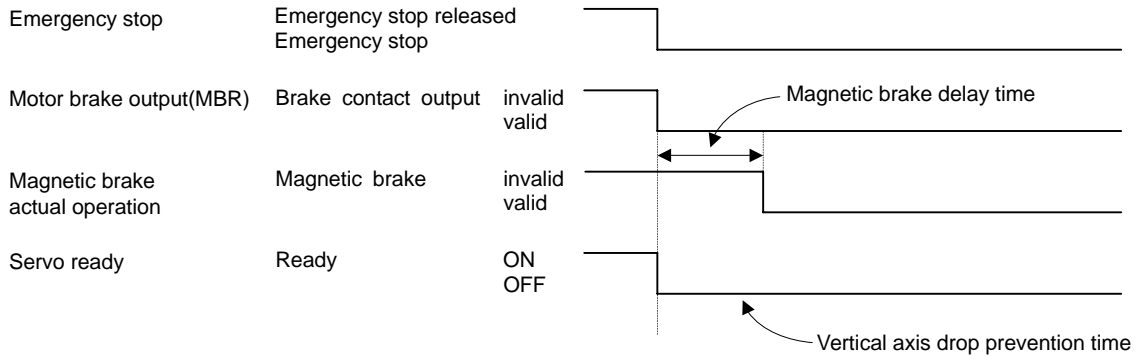 Emergency stop Emergency stop released
Emergency stop
Motor brake output(MBR) Brake contact output invalid
valid
Magnetic brake delay time
Magnetic brake
actual operation
Magnetic brake invalid
valid
Servo ready Ready ON
OFF
Vertical axis drop prevention time